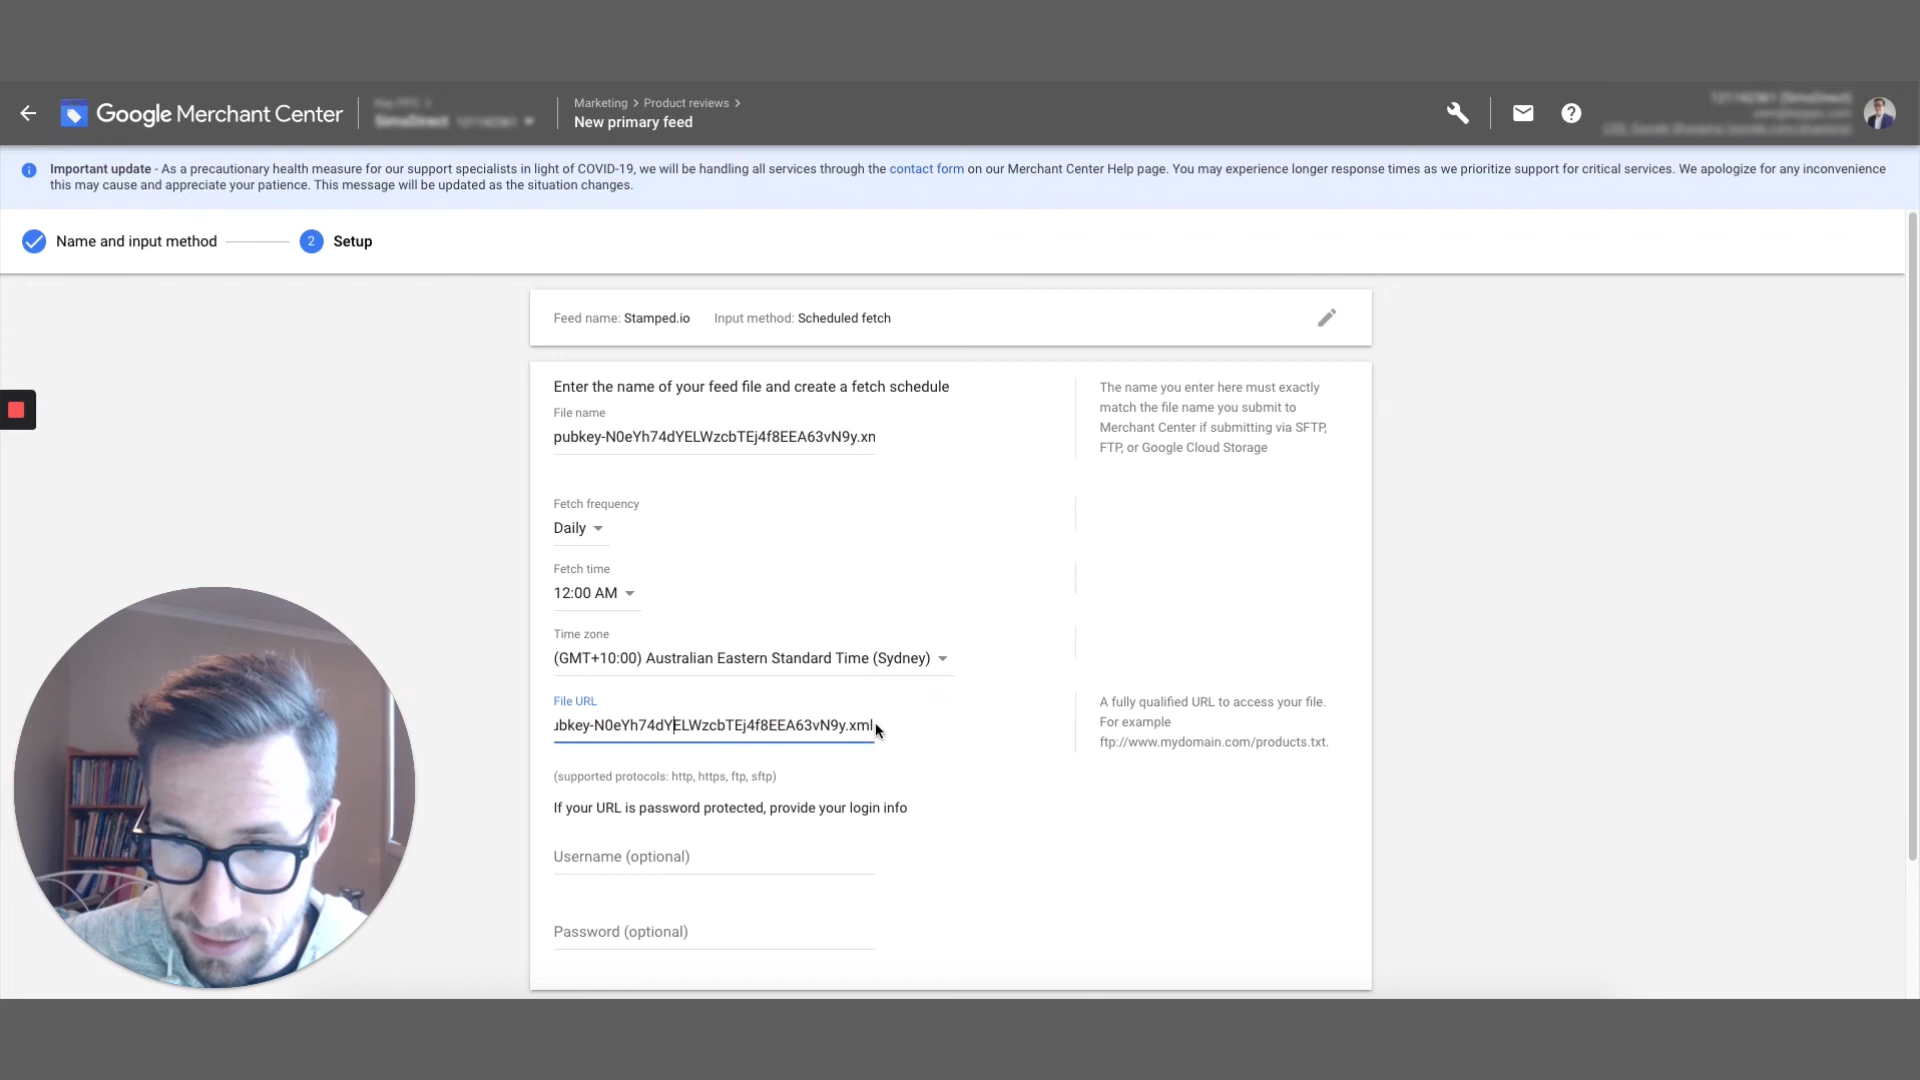 Google Merchant Center
Marketing > Product reviews >
New primary feed
Important update - As a precautionary health measure for our support specialists in light of COVID-19, we will be handling all services through the contact form on our Merchant Center Help page. You may experience longer response times as we prioritize support for critical services. We apologize for any inconvenience
this may cause and appreciate your patience. This message will be updated as the situation changes.
Name and input method
2 Setup
Feed name: Stamped.io Input method: Scheduled fetch
Enter the name of your feed file and create a fetch schedule
File name
pubkey-N0eYh74dYELWzcbTEj4f8EEA63vN9y.xn
The name you enter here must exactly
match the file name you submit to
Merchant Center if submitting via SFTP,
FTP, or Google Cloud Storage
Fetch frequency
Daily
Fetch time
12:00 AM
Time zone
(GMT+10:00) Australian Eastern Standard Time (Sydney)
File URL
ubkey-N0eYh74dYELWzcbTEj4f8EEA63vN9y.xml
A fully qualified URL to access your file.
For example
ftp://www.mydomain.com/products.txt.
(supported protocols: http, https, ftp, sftp)
If your URL is password protected, provide your login info
Username (optional)
Password (optional)